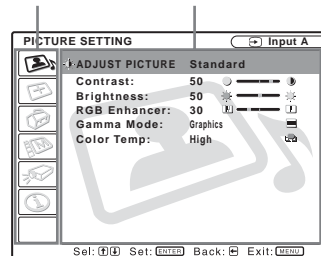 PICTURE SETTING Input A
ADJUST PICTURE Standard
Contrast: 50
Brightness: 50
RGB Enhancer: 30
Gamma Mode: Graphics
Color Temp: High
Sel: Set: ENTER Back: Exit: MENU